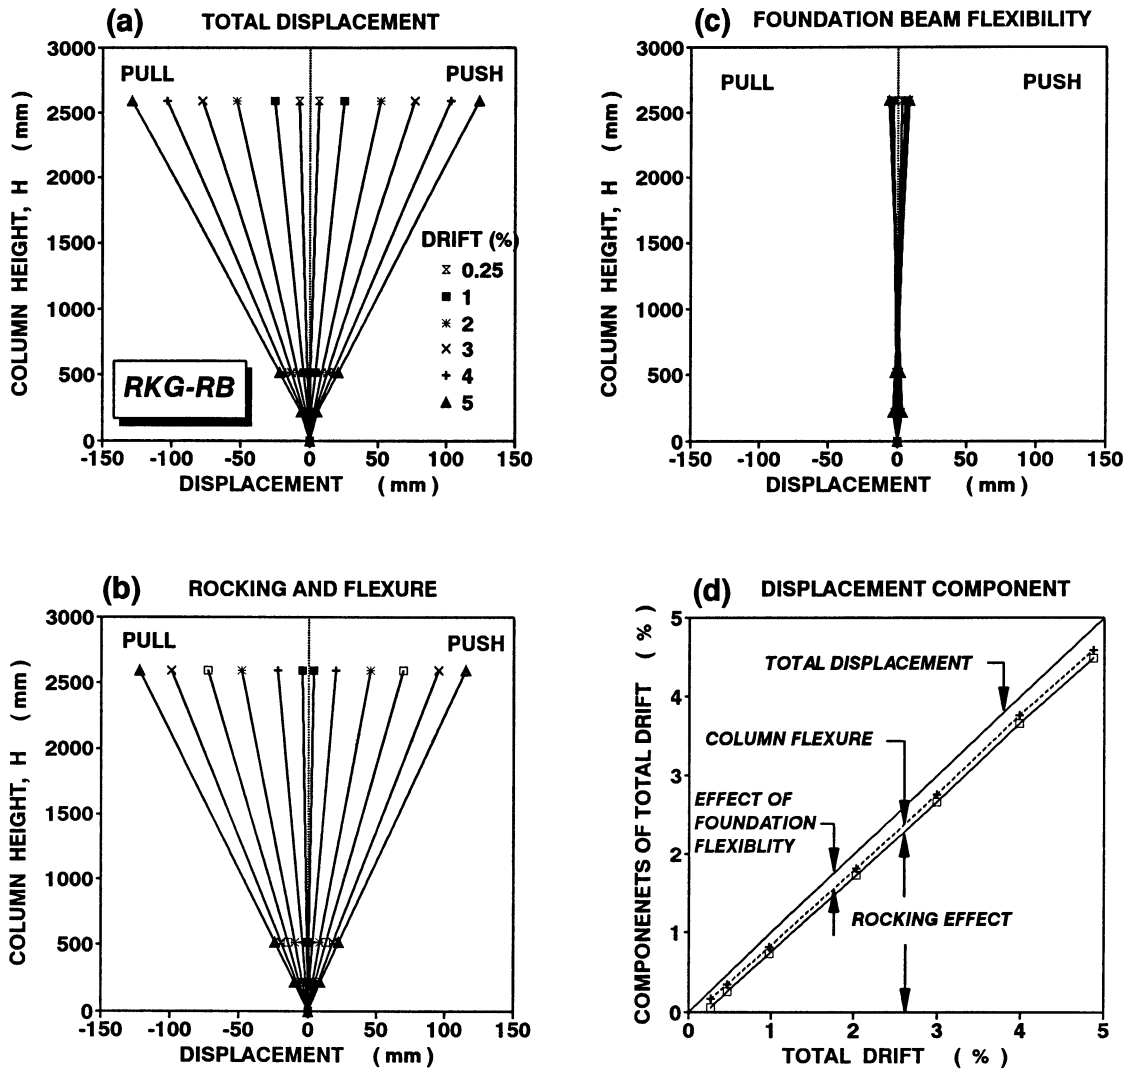 (a) TOTAL DISPLACEMENT
3000
2500
2000
1500
1000
500
0
COLUMN HEIGHT, H (mm)
PULL
PUSH
DRIFT (%)
0.25
1
2
3
4
5
RKG-RB
-150 -100 -50 0 50 100 150
DISPLACEMENT (mm)
(c) FOUNDATION BEAM FLEXIBILITY
3000
2500
2000
1500
1000
500
0
COLUMN HEIGHT, H (mm)
PULL
PUSH
-150 -100 -50 0 50 100 150
DISPLACEMENT (mm)
(b) ROCKING AND FLEXURE
3000
2500
2000
1500
1000
500
0
COLUMN HEIGHT, H (mm)
PULL
PUSH
-150 -100 -50 0 50 100 150
DISPLACEMENT (mm)
(d) DISPLACEMENT COMPONENT
5
4
3
2
1
0
COMPONENETS OF TOTAL DRIFT (%)
TOTAL DISPLACEMENT
COLUMN FLEXURE
EFFECT OF
FOUNDATION
FLEXIBLITY
ROCKING EFFECT
0 1 2 3 4 5
TOTAL DRIFT (%)